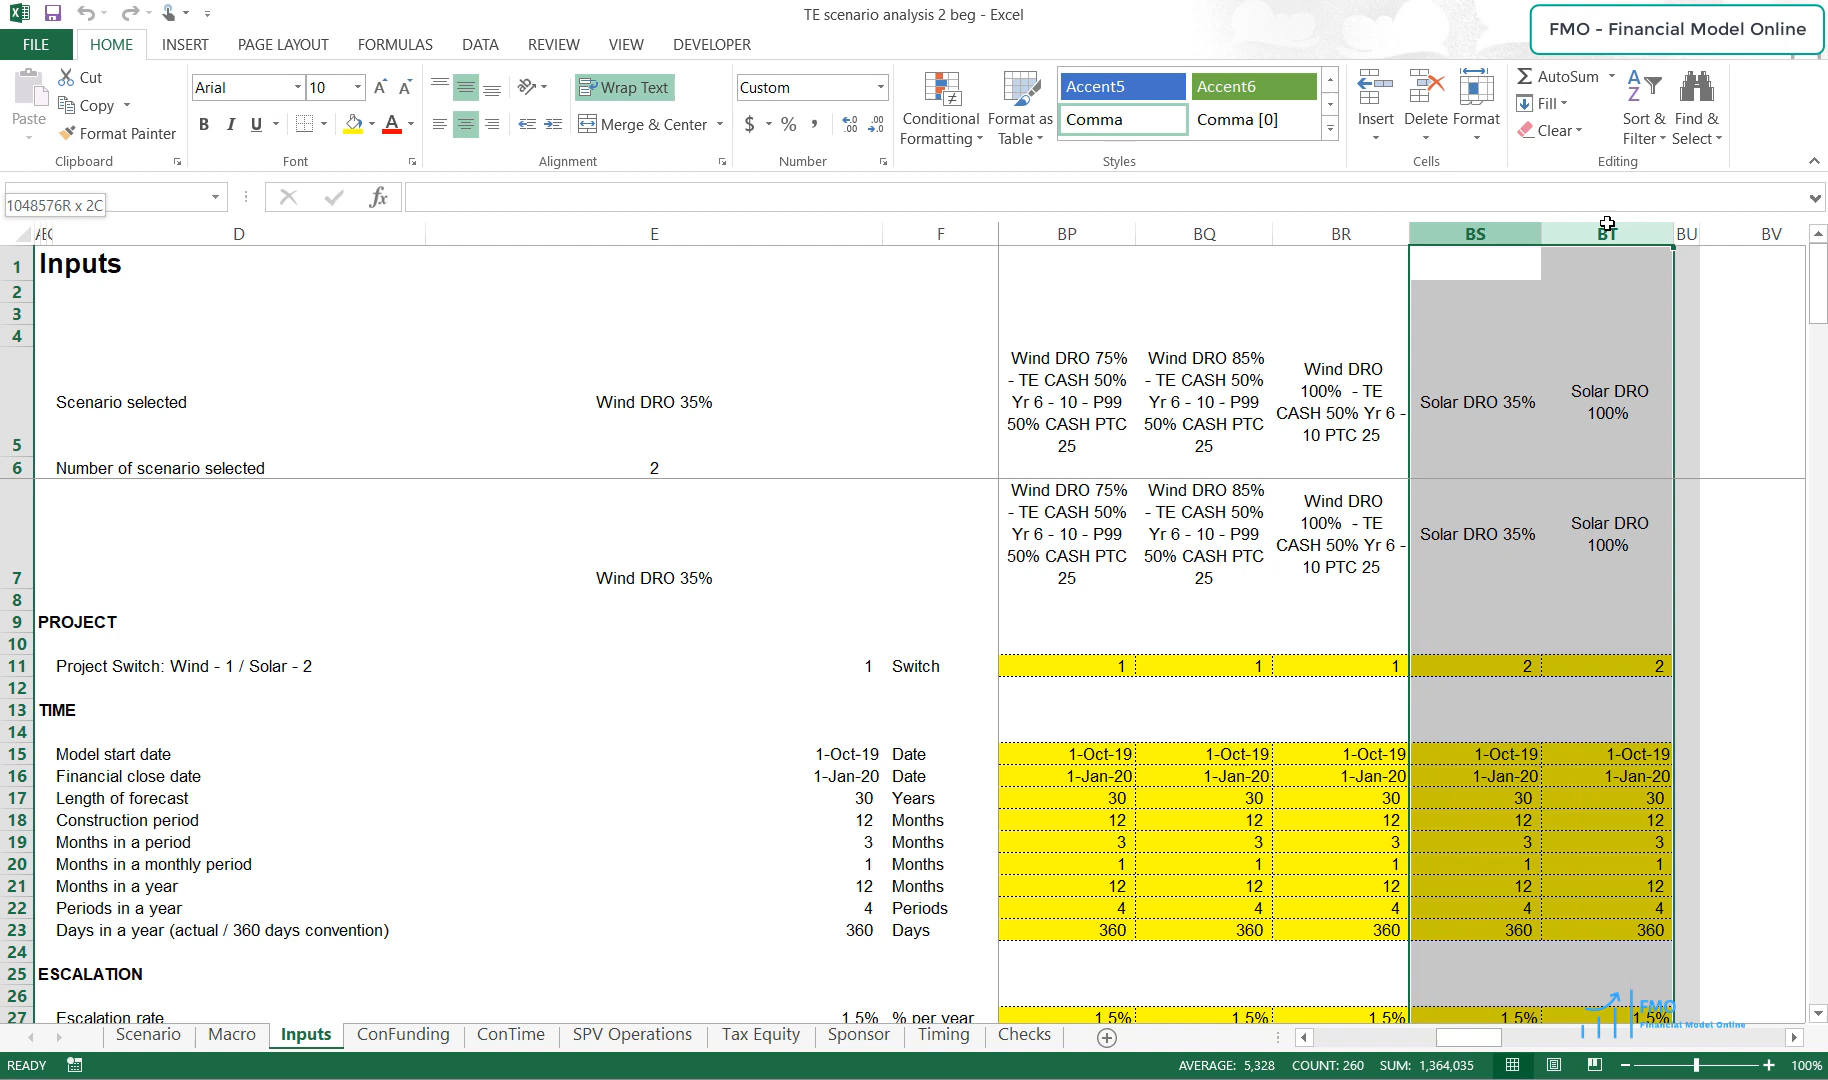 TE scenario analysis 2 beg - Excel
FMO - Financial Model Online
FILE HOME INSERT PAGE LAYOUT FORMULAS DATA REVIEW VIEW DEVELOPER
Cut
Copy
Format Painter
Paste
Clipboard
Arial 10
B I U
Font
Wrap Text
Merge & Center
Alignment
Custom
$ % ,
Number
Conditional Formatting
Format as Table
Accent5 Accent6
Comma Comma [0]
Styles
Insert Delete Format
Cells
AutoSum
Fill
Clear
Sort & Filter
Find & Select
Editing
1048576R x 2C
fx
D E F BP BQ BR BS BT BU BV
1 Inputs
2
3
4
5 Scenario selected Wind DRO 35% Wind DRO 75% - TE CASH 50% Yr 6 - 10 - P99 50% CASH PTC 25 Wind DRO 85% - TE CASH 50% Yr 6 - 10 - P99 50% CASH PTC 25 Wind DRO 100% - TE CASH 50% Yr 6 - 10 PTC 25 Solar DRO 35% Solar DRO 100%
6 Number of scenario selected 2
7 Wind DRO 35% Wind DRO 75% - TE CASH 50% Yr 6 - 10 - P99 50% CASH PTC 25 Wind DRO 85% - TE CASH 50% Yr 6 - 10 - P99 50% CASH PTC 25 Wind DRO 100% - TE CASH 50% Yr 6 - 10 PTC 25 Solar DRO 35% Solar DRO 100%
8
9 PROJECT
10
11 Project Switch: Wind - 1 / Solar - 2 1 Switch 1 1 1 2 2
12
13 TIME
14
15 Model start date 1-Oct-19 Date 1-Oct-19 1-Oct-19 1-Oct-19 1-Oct-19 1-Oct-19
16 Financial close date 1-Jan-20 Date 1-Jan-20 1-Jan-20 1-Jan-20 1-Jan-20 1-Jan-20
17 Length of forecast 30 Years 30 30 30 30 30
18 Construction period 12 Months 12 12 12 12 12
19 Months in a period 3 Months 3 3 3 3 3
20 Months in a monthly period 1 Months 1 1 1 1 1
21 Months in a year 12 Months 12 12 12 12 12
22 Periods in a year 4 Periods 4 4 4 4 4
23 Days in a year (actual / 360 days convention) 360 Days 360 360 360 360 360
24
25 ESCALATION
26
27 Escalation rate 1.5% % per year 1.5% 1.5% 1.5% 1.5% 1.5%
FMO
Financial Model Online
Scenario Macro Inputs ConFunding ConTime SPV Operations Tax Equity Sponsor Timing Checks
READY AVERAGE: 5,328 COUNT: 260 SUM: 1,364,035 100%